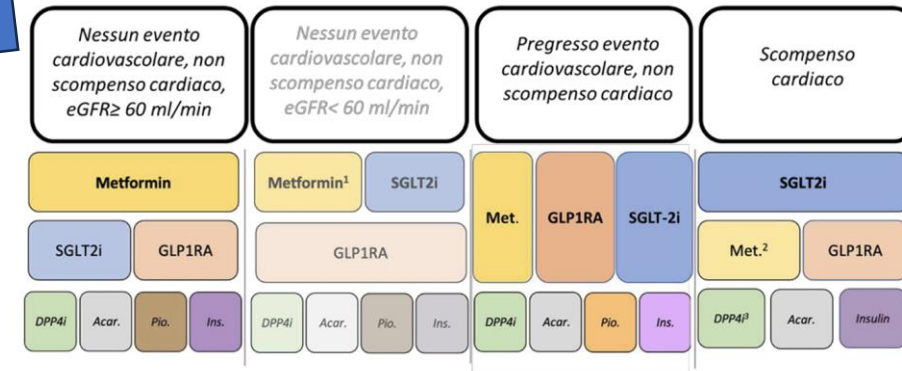 Nessun evento
cardiovascolare, non
scompenso cardiaco,
eGFR≥ 60 ml/min
Nessun evento
cardiovascolare, non
scompenso cardiaco,
eGFR< 60 ml/min
Pregresso evento
cardiovascolare, non
scompenso cardiaco
Scompenso
cardiaco
Metformin
Metformin¹
SGLT2i
Met.
GLP1RA
SGLT-2i
SGLT2i
SGLT2i
GLP1RA
GLP1RA
Met.²
GLP1RA
DPP4i
Acar.
Pio.
Ins.
DPP4i
Acar.
Pio.
Ins.
DPP4i
Acar.
Pio.
Ins.
DPP4i³
Acar.
Insulin